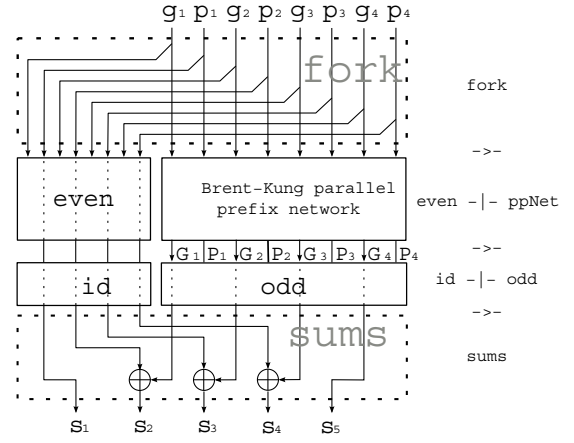 g1 p1 g2 p2 g3 p3 g4 p4
fork
fork
->-
even
Brent-Kung parallel
prefix network
even -|- ppNet
->-
G1 P1 G2 P2 G3 P3 G4 P4
id
odd
id -|- odd
->-
sums
sums
s1 s2 s3 s4 s5